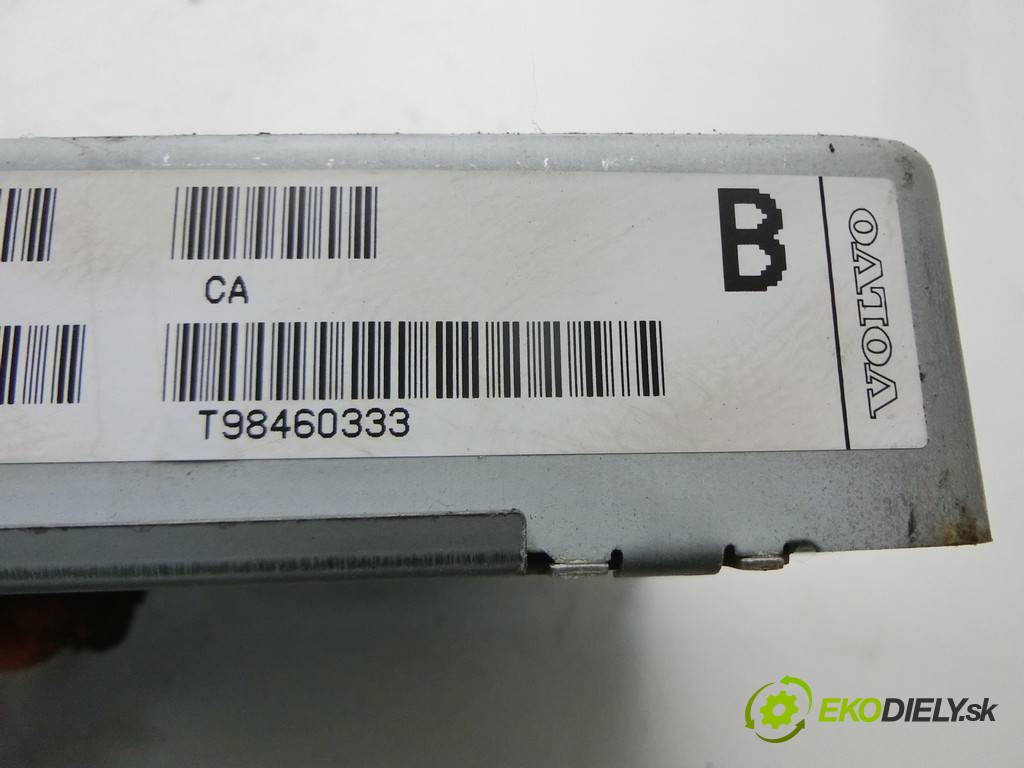 CA
B
T98460333
VOLVO
EKODIELY.sk